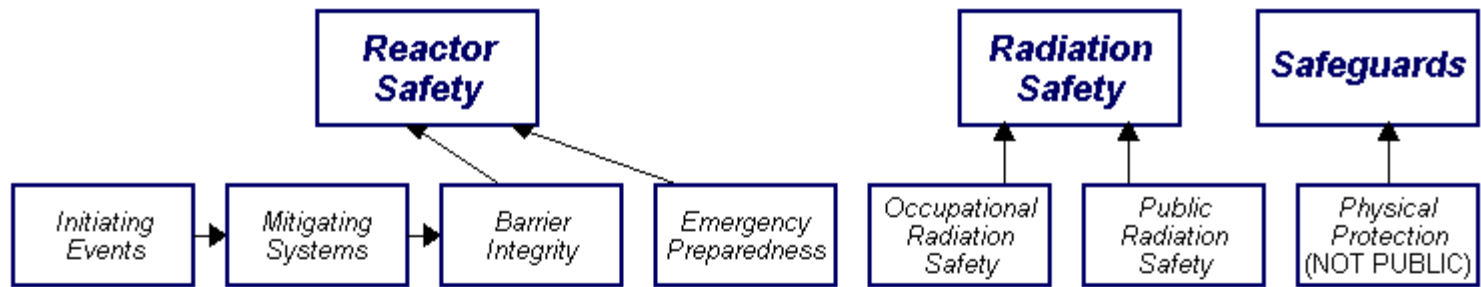 Reactor
Safety
Radiation
Safety
Safeguards
Initiating
Events
Mitigating
Systems
Barrier
Integrity
Emergency
Preparedness
Occupational
Radiation
Safety
Public
Radiation
Safety
Physical
Protection
(NOT PUBLIC)